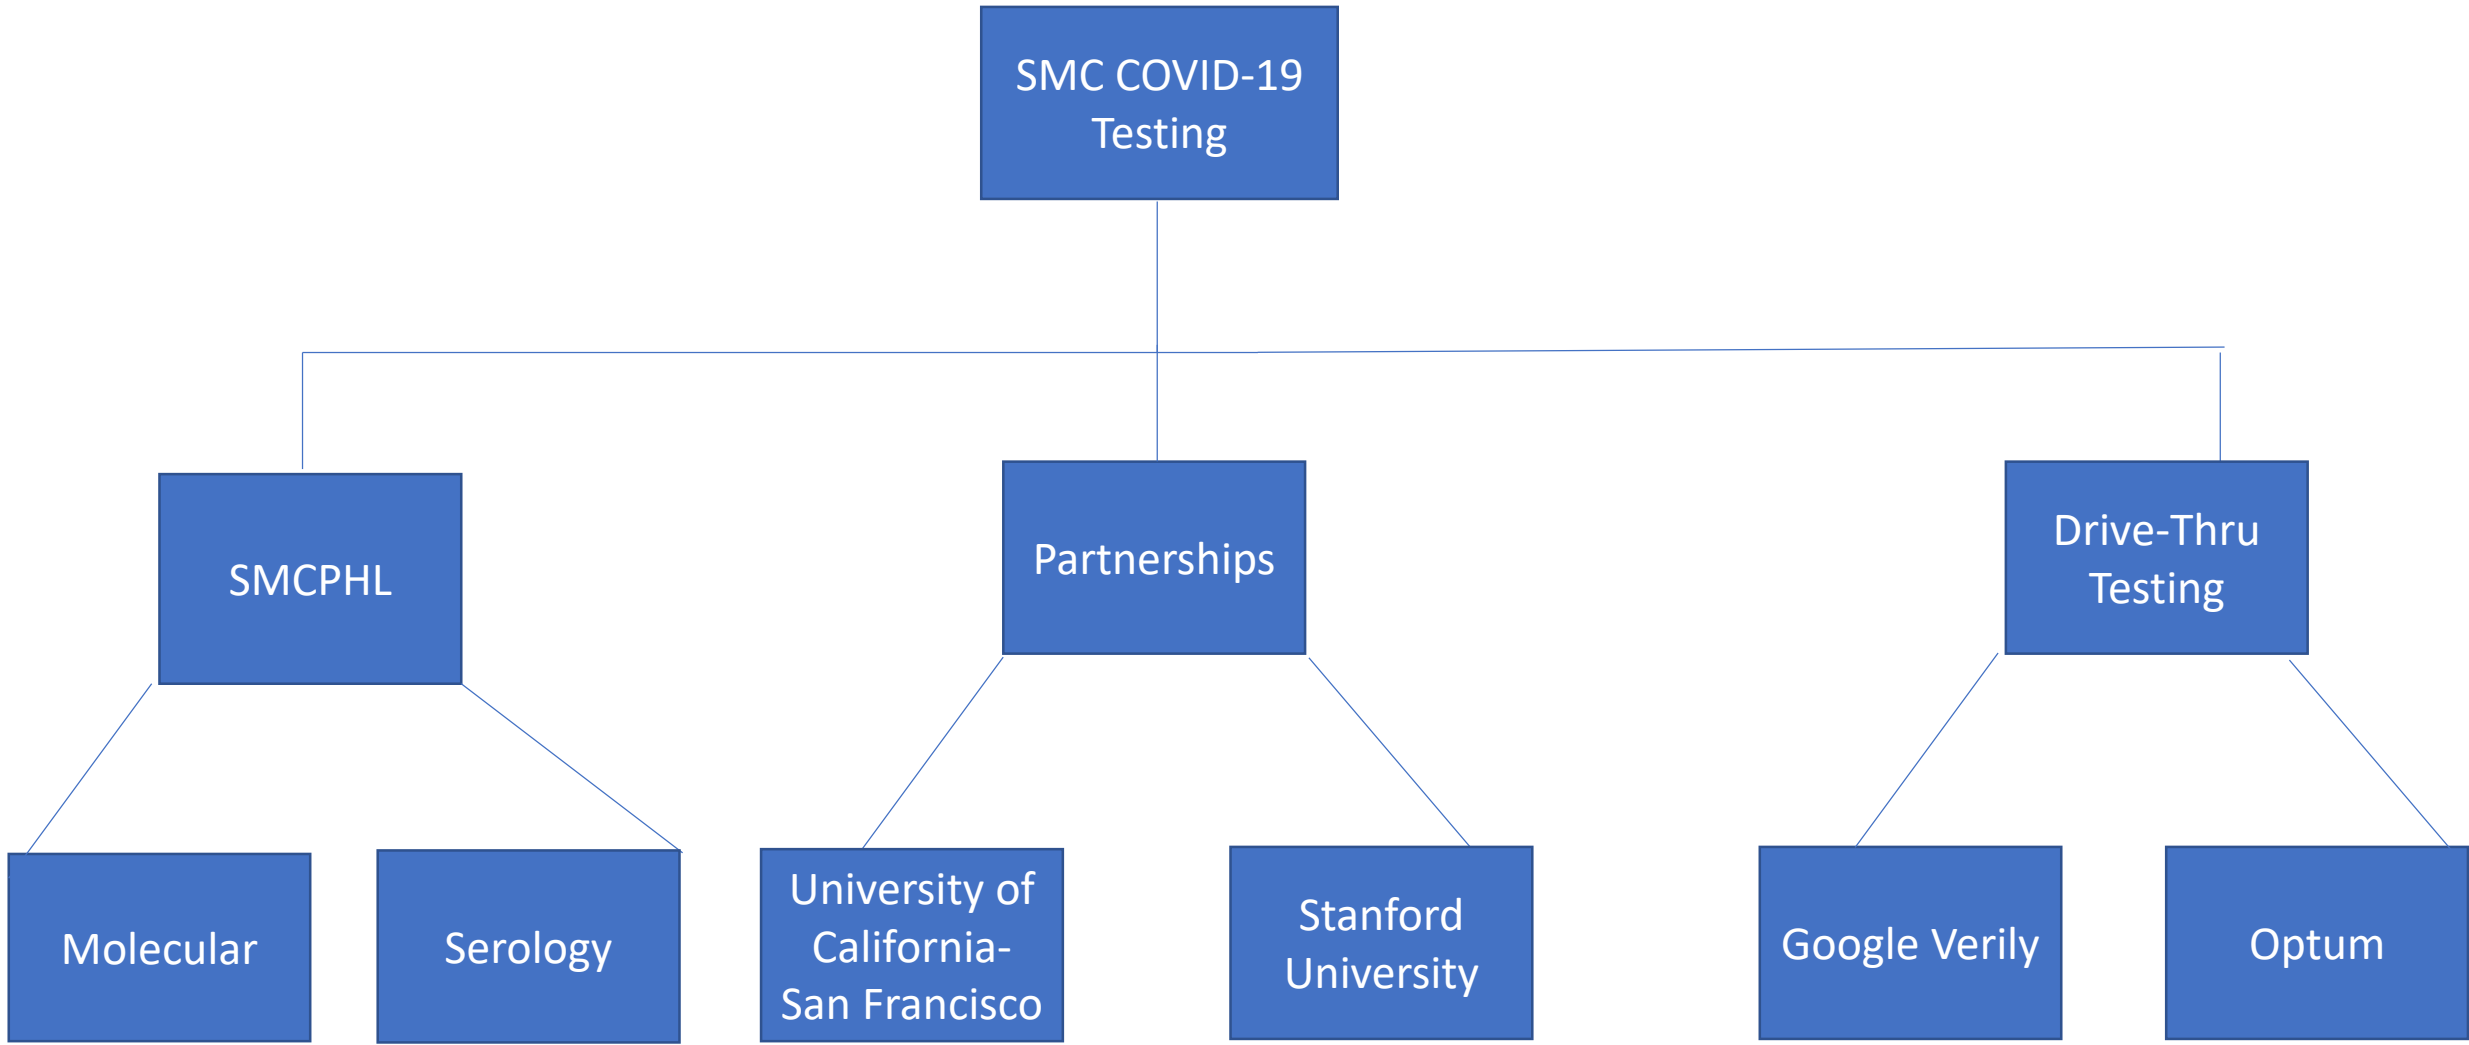 SMC COVID-19
Testing
SMCPHL
Partnerships
Drive-Thru
Testing
Molecular
Serology
University of
California-
San Francisco
Stanford
University
Google Verily
Optum